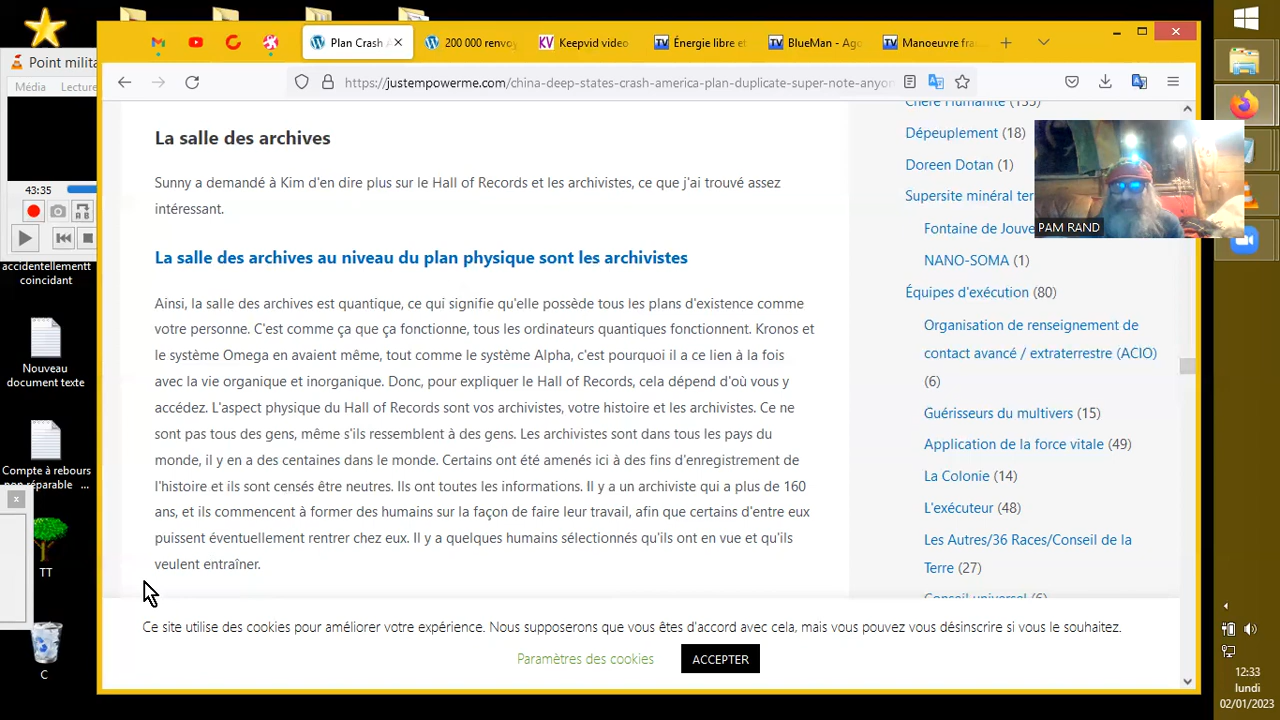 Point milita
Média Lecture
43:35
accidentellementt
coincidant
Nouveau
document texte
Compte à rebours
non réparable ...
TT
C
Plan Crash A
200 000 renvoy
Keepvid video
Énergie libre et
BlueMan - Ago
Manoeuvre fra
https://justempowerme.com/china-deep-states-crash-america-plan-duplicate-super-note-anyon
La salle des archives
Sunny a demandé à Kim d'en dire plus sur le Hall of Records et les archivistes, ce que j'ai trouvé assez
intéressant.
La salle des archives au niveau du plan physique sont les archivistes
Ainsi, la salle des archives est quantique, ce qui signifie qu'elle possède tous les plans d'existence comme
votre personne. C'est comme ça que ça fonctionne, tous les ordinateurs quantiques fonctionnent. Kronos et
le système Omega en avaient même, tout comme le système Alpha, c'est pourquoi il a ce lien à la fois
avec la vie organique et inorganique. Donc, pour expliquer le Hall of Records, cela dépend d'où vous y
accédez. L'aspect physique du Hall of Records sont vos archivistes, votre histoire et les archivistes. Ce ne
sont pas tous des gens, même s'ils ressemblent à des gens. Les archivistes sont dans tous les pays du
monde, il y en a des centaines dans le monde. Certains ont été amenés ici à des fins d'enregistrement de
l'histoire et ils sont censés être neutres. Ils ont toutes les informations. Il y a un archiviste qui a plus de 160
ans, et ils commencent à former des humains sur la façon de faire leur travail, afin que certains d'entre eux
puissent éventuellement rentrer chez eux. Il y a quelques humains sélectionnés qu'ils ont en vue et qu'ils
veulent entraîner.
Chère Humanité (135)
Dépeuplement (18)
Doreen Dotan (1)
Supersite minéral ter
Fontaine de Jouve
NANO-SOMA (1)
Équipes d'exécution (80)
Organisation de renseignement de
contact avancé / extraterrestre (ACIO)
(6)
Guérisseurs du multivers (15)
Application de la force vitale (49)
La Colonie (14)
L'exécuteur (48)
Les Autres/36 Races/Conseil de la
Terre (27)
Conseil universel (6)
PAM RAND
Ce site utilise des cookies pour améliorer votre expérience. Nous supposerons que vous êtes d'accord avec cela, mais vous pouvez vous désinscrire si vous le souhaitez.
Paramètres des cookies
ACCEPTER
12:33
lundi
02/01/2023